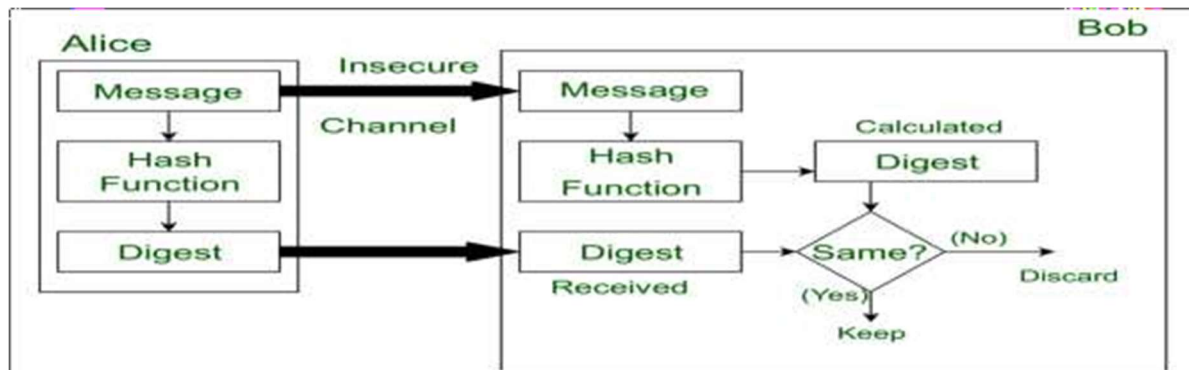 Alice
Bob
Message
Insecure
Channel
Message
Hash
Function
Hash
Function
Calculated
Digest
Digest
Digest
Received
Same?
(No)
Discard
(Yes)
Keep